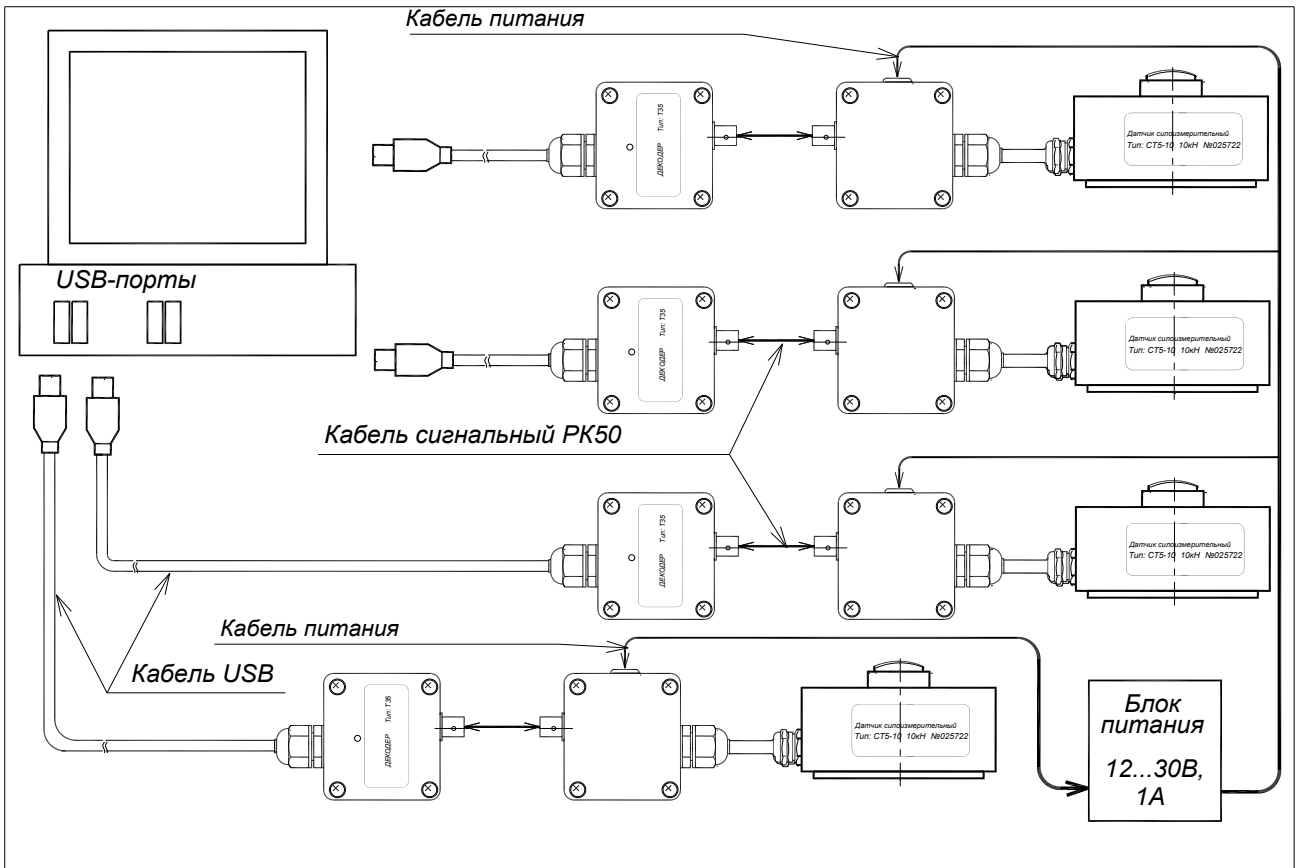 Кабель питания
ДЕКОДЕР Тип: Т35
Датчик силоизмерительный
Тип: СТ5-10 10кН №025722
USB-порты
ДЕКОДЕР Тип: Т35
Датчик силоизмерительный
Тип: СТ5-10 10кН №025722
Кабель сигнальный РК50
ДЕКОДЕР Тип: Т35
Датчик силоизмерительный
Тип: СТ5-10 10кН №025722
Кабель питания
Кабель USB
ДЕКОДЕР Тип: Т35
Датчик силоизмерительный
Тип: СТ5-10 10кН №025722
Блок
питания
12...30В,
1А